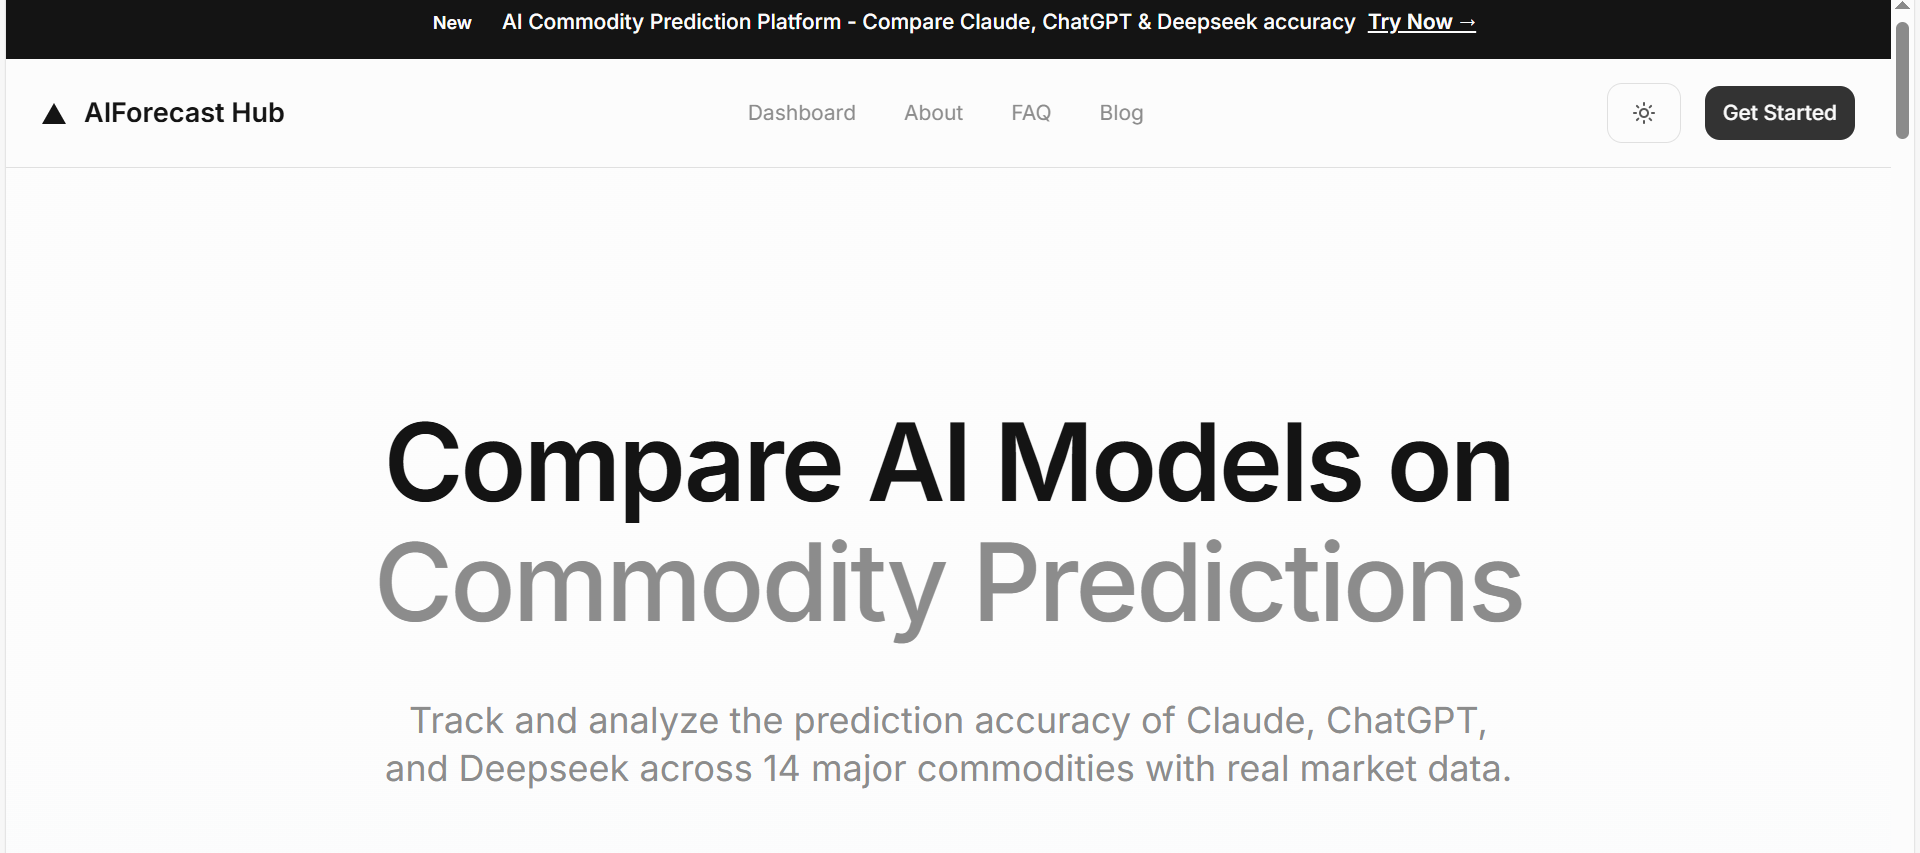 New AI Commodity Prediction Platform - Compare Claude, ChatGPT & Deepseek accuracy Try Now →
AIForecast Hub Dashboard About FAQ Blog Get Started
Compare AI Models on
Commodity Predictions
Track and analyze the prediction accuracy of Claude, ChatGPT,
and Deepseek across 14 major commodities with real market data.